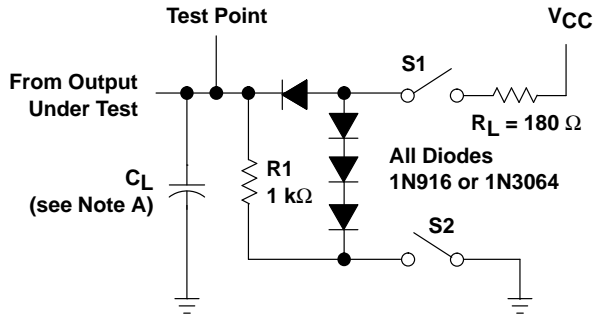 Test Point
VCC
From Output
Under Test
S1
RL = 180 Ω
CL
(see Note A)
R1
1 kΩ
All Diodes
1N916 or 1N3064
S2